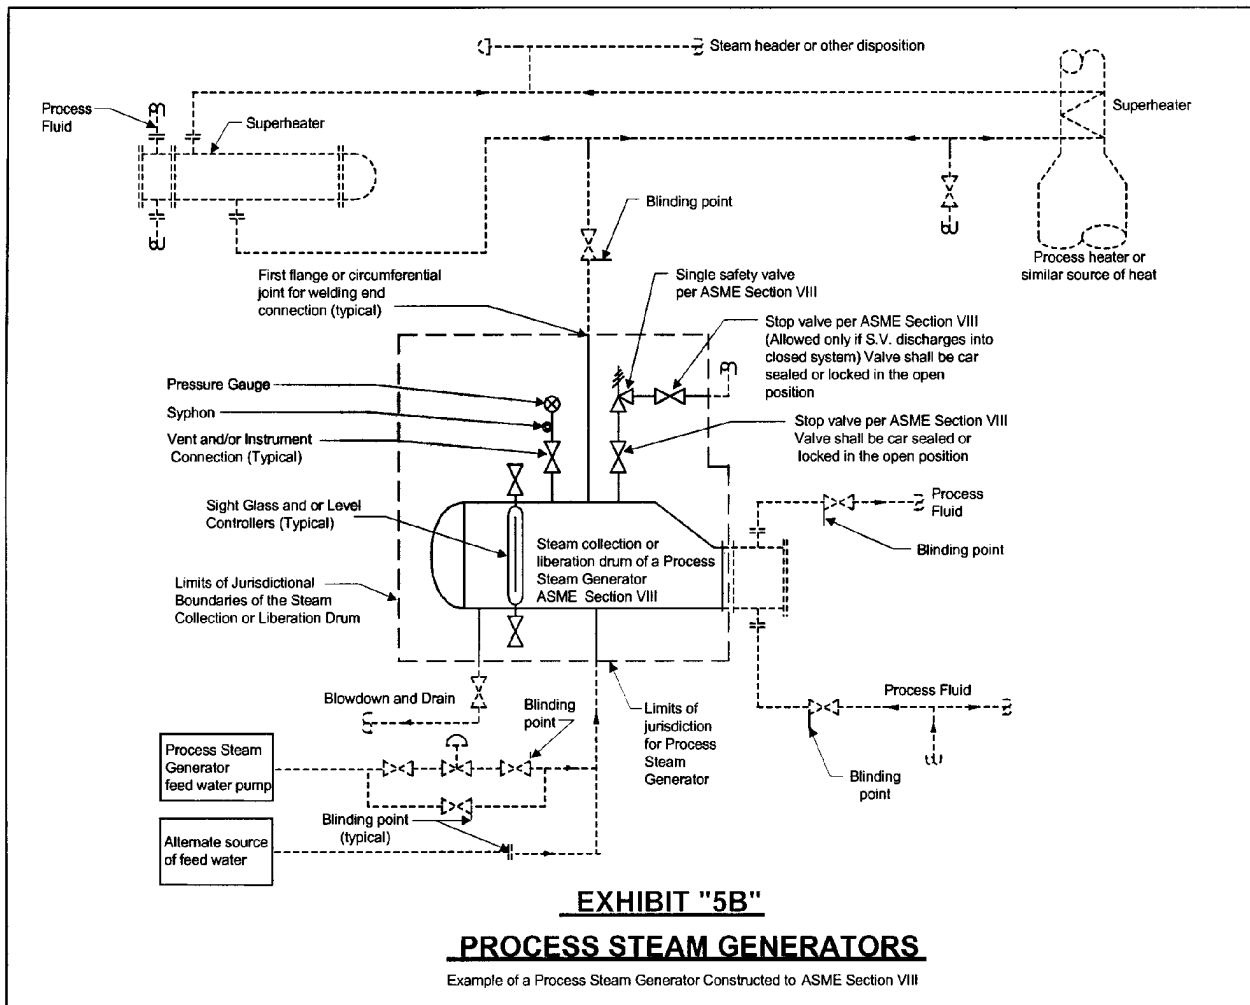 Steam header or other disposition
Process
Fluid
Superheater
Superheater
Blinding point
Process heater or
similar source of heat
First flange or circumferential
joint for welding end
connection (typical)
Single safety valve
per ASME Section VIII
Stop valve per ASME Section VIII
(Allowed only if S.V. discharges into
closed system) Valve shall be car
sealed or locked in the open
position
Pressure Gauge
Syphon
Vent and/or Instrument
Connection (Typical)
Stop valve per ASME Section VIII
Valve shall be car sealed or
locked in the open position
Sight Glass and or Level
Controllers (Typical)
Process
Fluid
Blinding point
Steam collection or
liberation drum of a Process
Steam Generator
ASME Section VIII
Limits of Jurisdictional
Boundaries of the Steam
Collection or Liberation Drum
Blowdown and Drain
Blinding
point
Limits of
jurisdiction
for Process
Steam
Generator
Process Fluid
Blinding
point
Process Steam
Generator
feed water pump
Blinding point
(typical)
Alternate source
of feed water
EXHIBIT "5B"
PROCESS STEAM GENERATORS
Example of a Process Steam Generator Constructed to ASME Section VIII